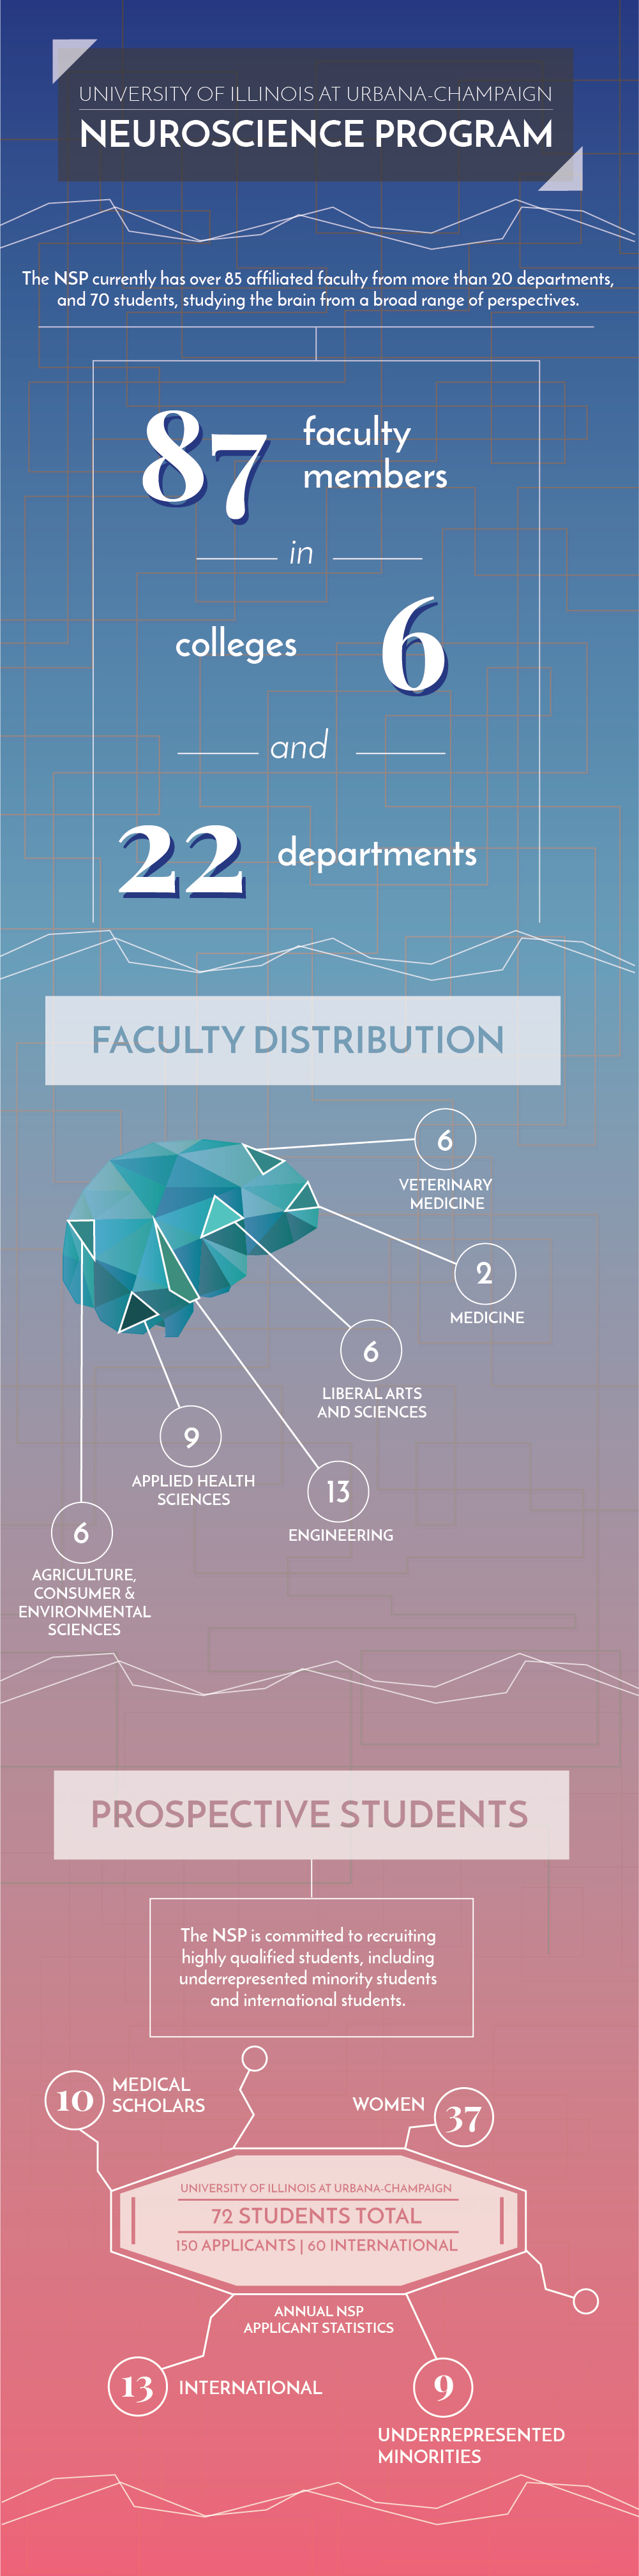 UNIVERSITY OF ILLINOIS AT URBANA-CHAMPAIGN
NEUROSCIENCE PROGRAM
The NSP currently has over 85 affiliated faculty from more than 20 departments,
and 70 students, studying the brain from a broad range of perspectives.
87 faculty
members
in
colleges 6
and
22 departments
FACULTY DISTRIBUTION
6
VETERINARY
MEDICINE
2
MEDICINE
6
LIBERAL ARTS
AND SCIENCES
9
APPLIED HEALTH
SCIENCES
13
ENGINEERING
6
AGRICULTURE,
CONSUMER &
ENVIRONMENTAL
SCIENCES
PROSPECTIVE STUDENTS
The NSP is committed to recruiting
highly qualified students, including
underrepresented minority students
and international students.
10 MEDICAL
SCHOLARS
WOMEN 37
UNIVERSITY OF ILLINOIS AT URBANA-CHAMPAIGN
72 STUDENTS TOTAL
150 APPLICANTS | 60 INTERNATIONAL
ANNUAL NSP
APPLICANT STATISTICS
13 INTERNATIONAL
9
UNDERREPRESENTED
MINORITIES